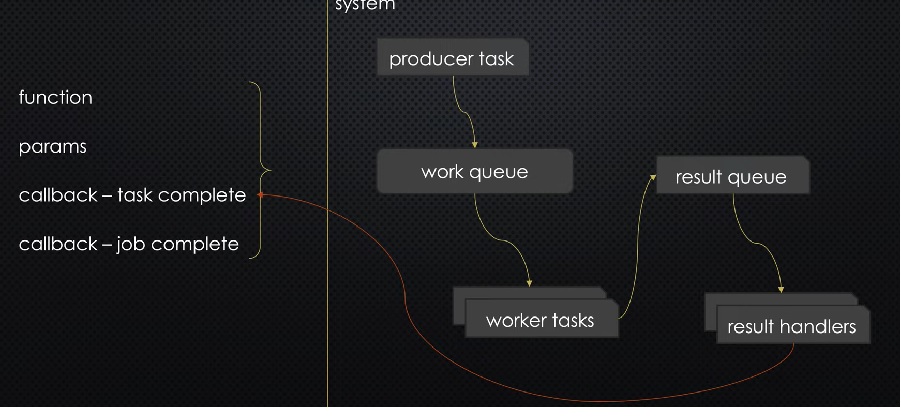 system
producer task
function
params
work queue
result queue
callback – task complete
callback – job complete
worker tasks
result handlers